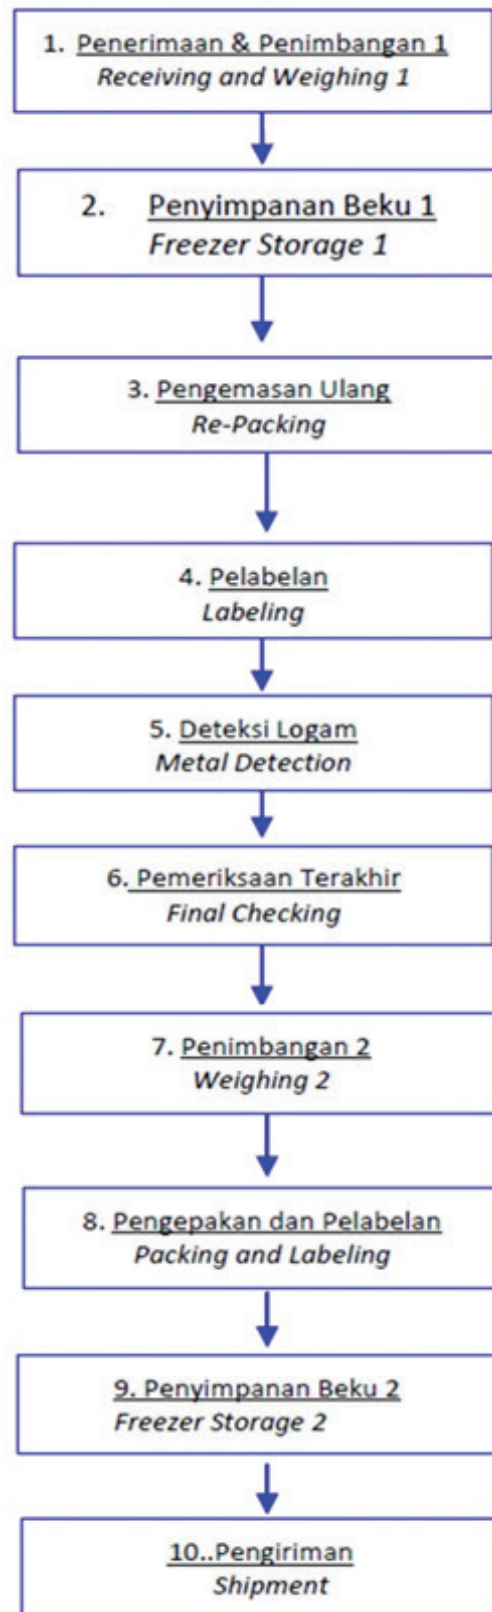 1. Penerimaan & Penimbangan 1
Receiving and Weighing 1
2. Penyimpanan Beku 1
Freezer Storage 1
3. Pengemasan Ulang
Re-Packing
4. Pelabelan
Labeling
5. Deteksi Logam
Metal Detection
6. Pemeriksaan Terakhir
Final Checking
7. Penimbangan 2
Weighing 2
8. Pengepakan dan Pelabelan
Packing and Labeling
9. Penyimpanan Beku 2
Freezer Storage 2
10..Pengiriman
Shipment